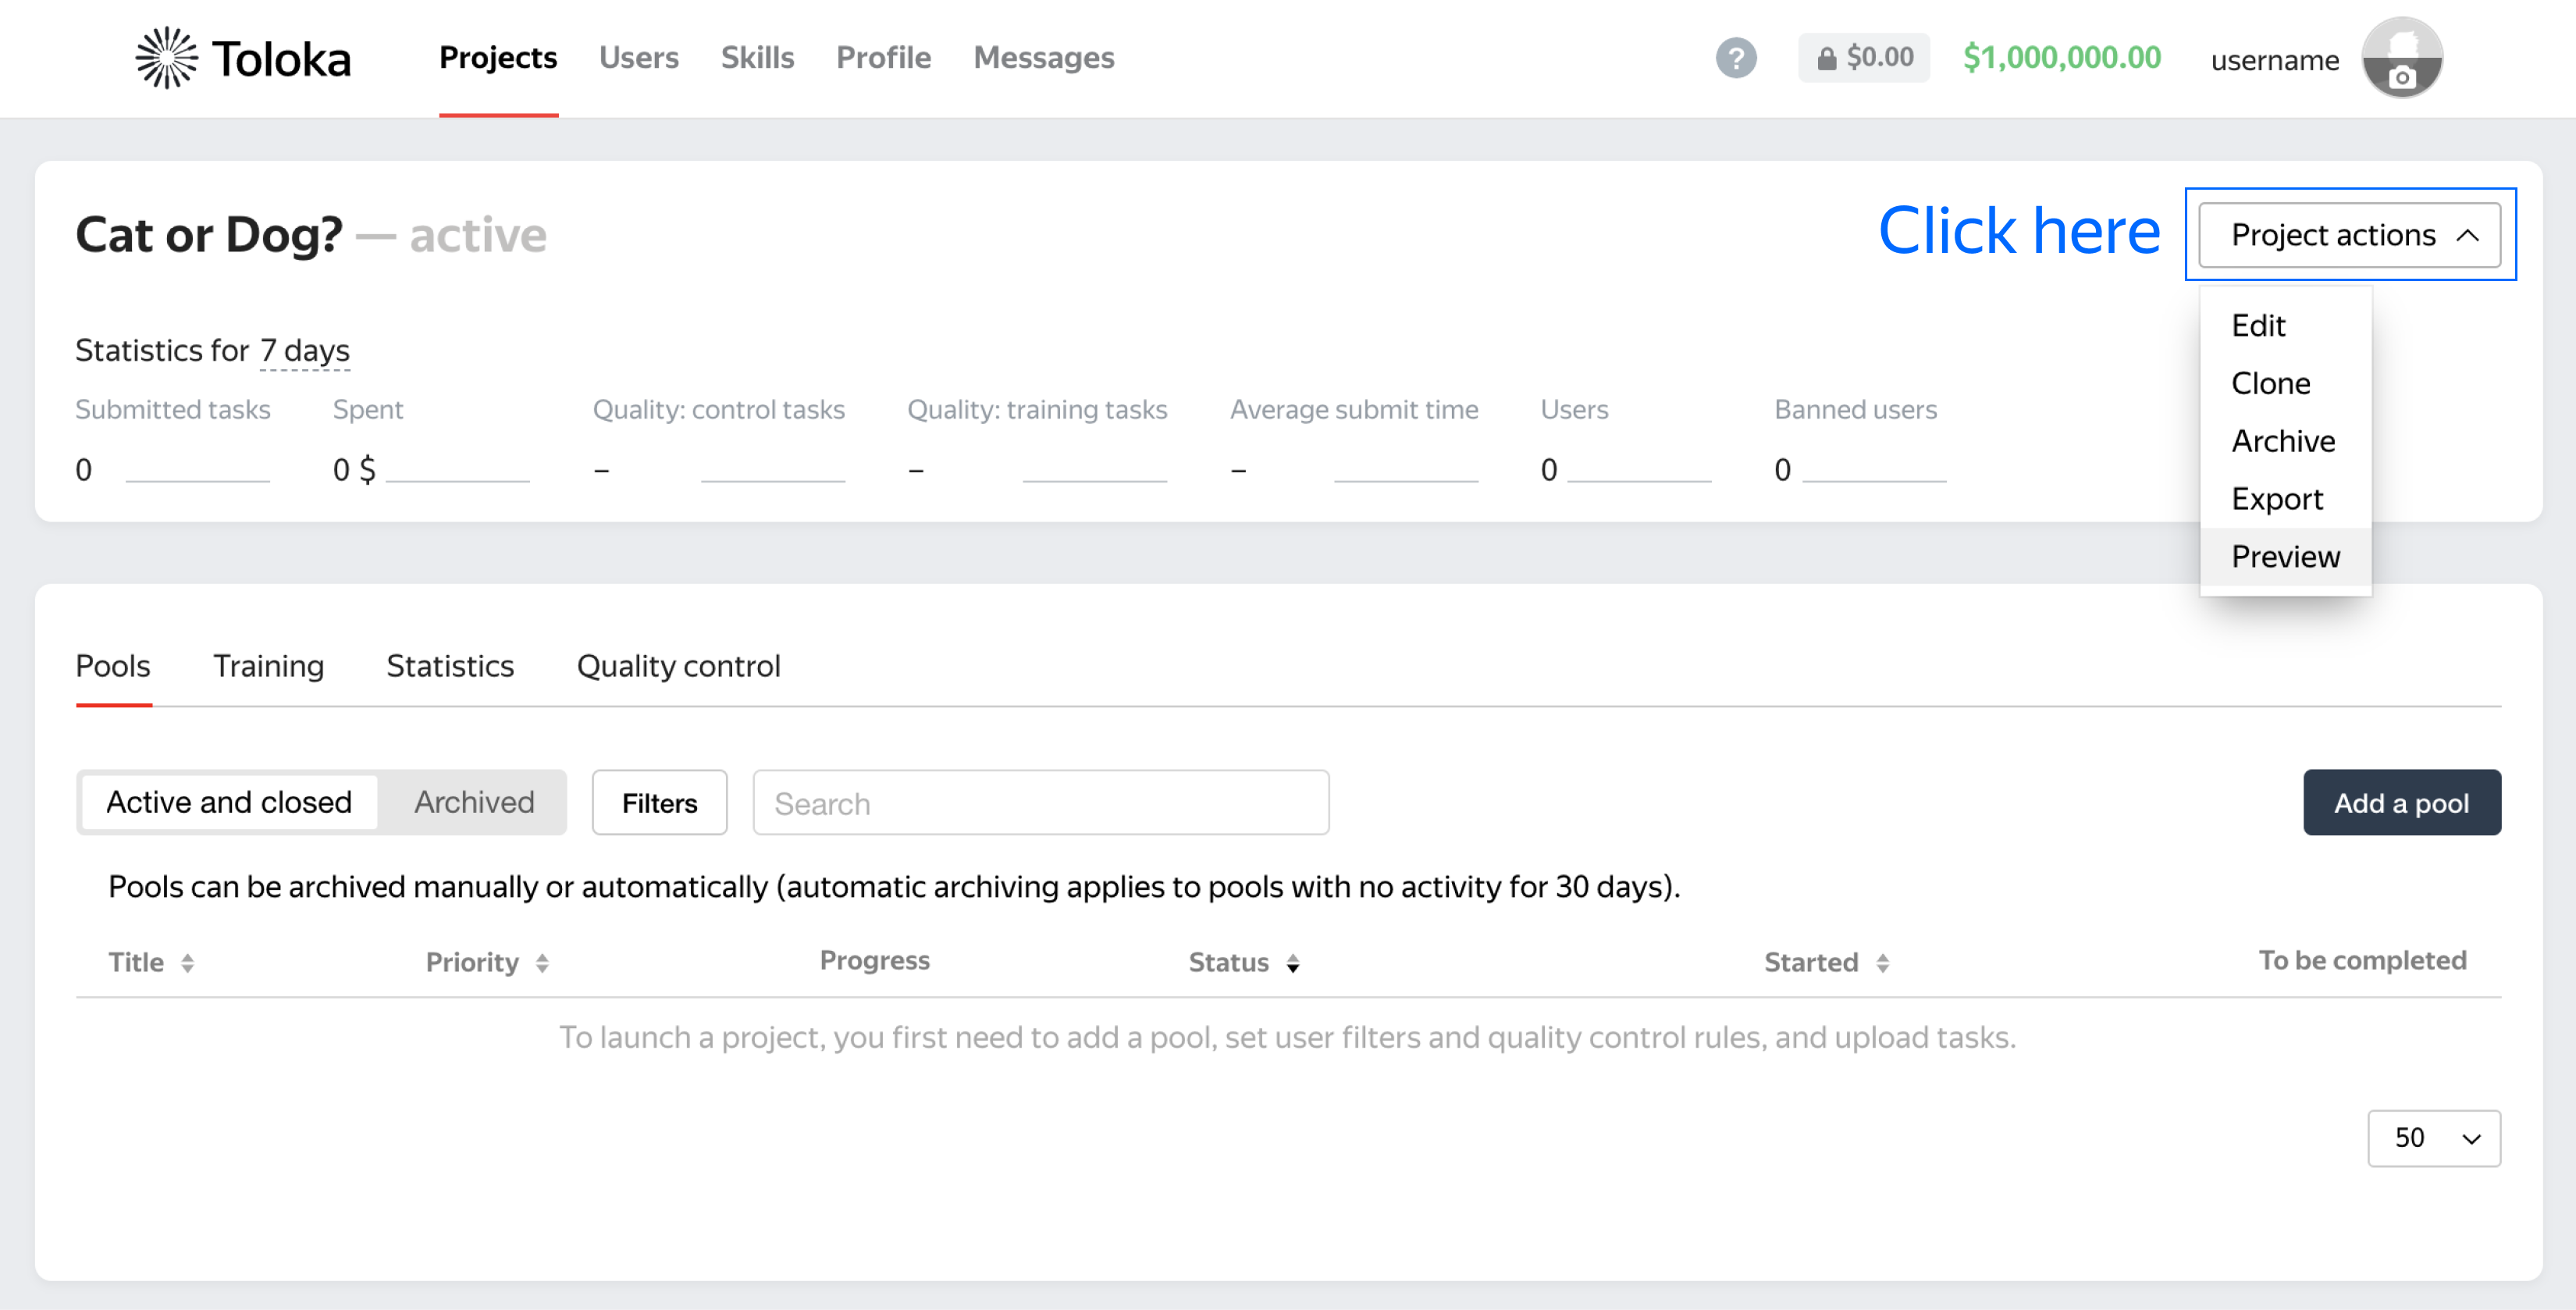 Toloka Projects Users Skills Profile Messages ? $0.00 $1,000,000.00 username
Cat or Dog? — active Click here Project actions
Edit
Statistics for 7 days
Clone
Submitted tasks Spent Quality: control tasks Quality: training tasks Average submit time Users Banned users
Archive
0 0 $ – – – 0 0
Export
Preview
Pools Training Statistics Quality control
Active and closed Archived Filters Search Add a pool
Pools can be archived manually or automatically (automatic archiving applies to pools with no activity for 30 days).
Title Priority Progress Status Started To be completed
To launch a project, you first need to add a pool, set user filters and quality control rules, and upload tasks.
50